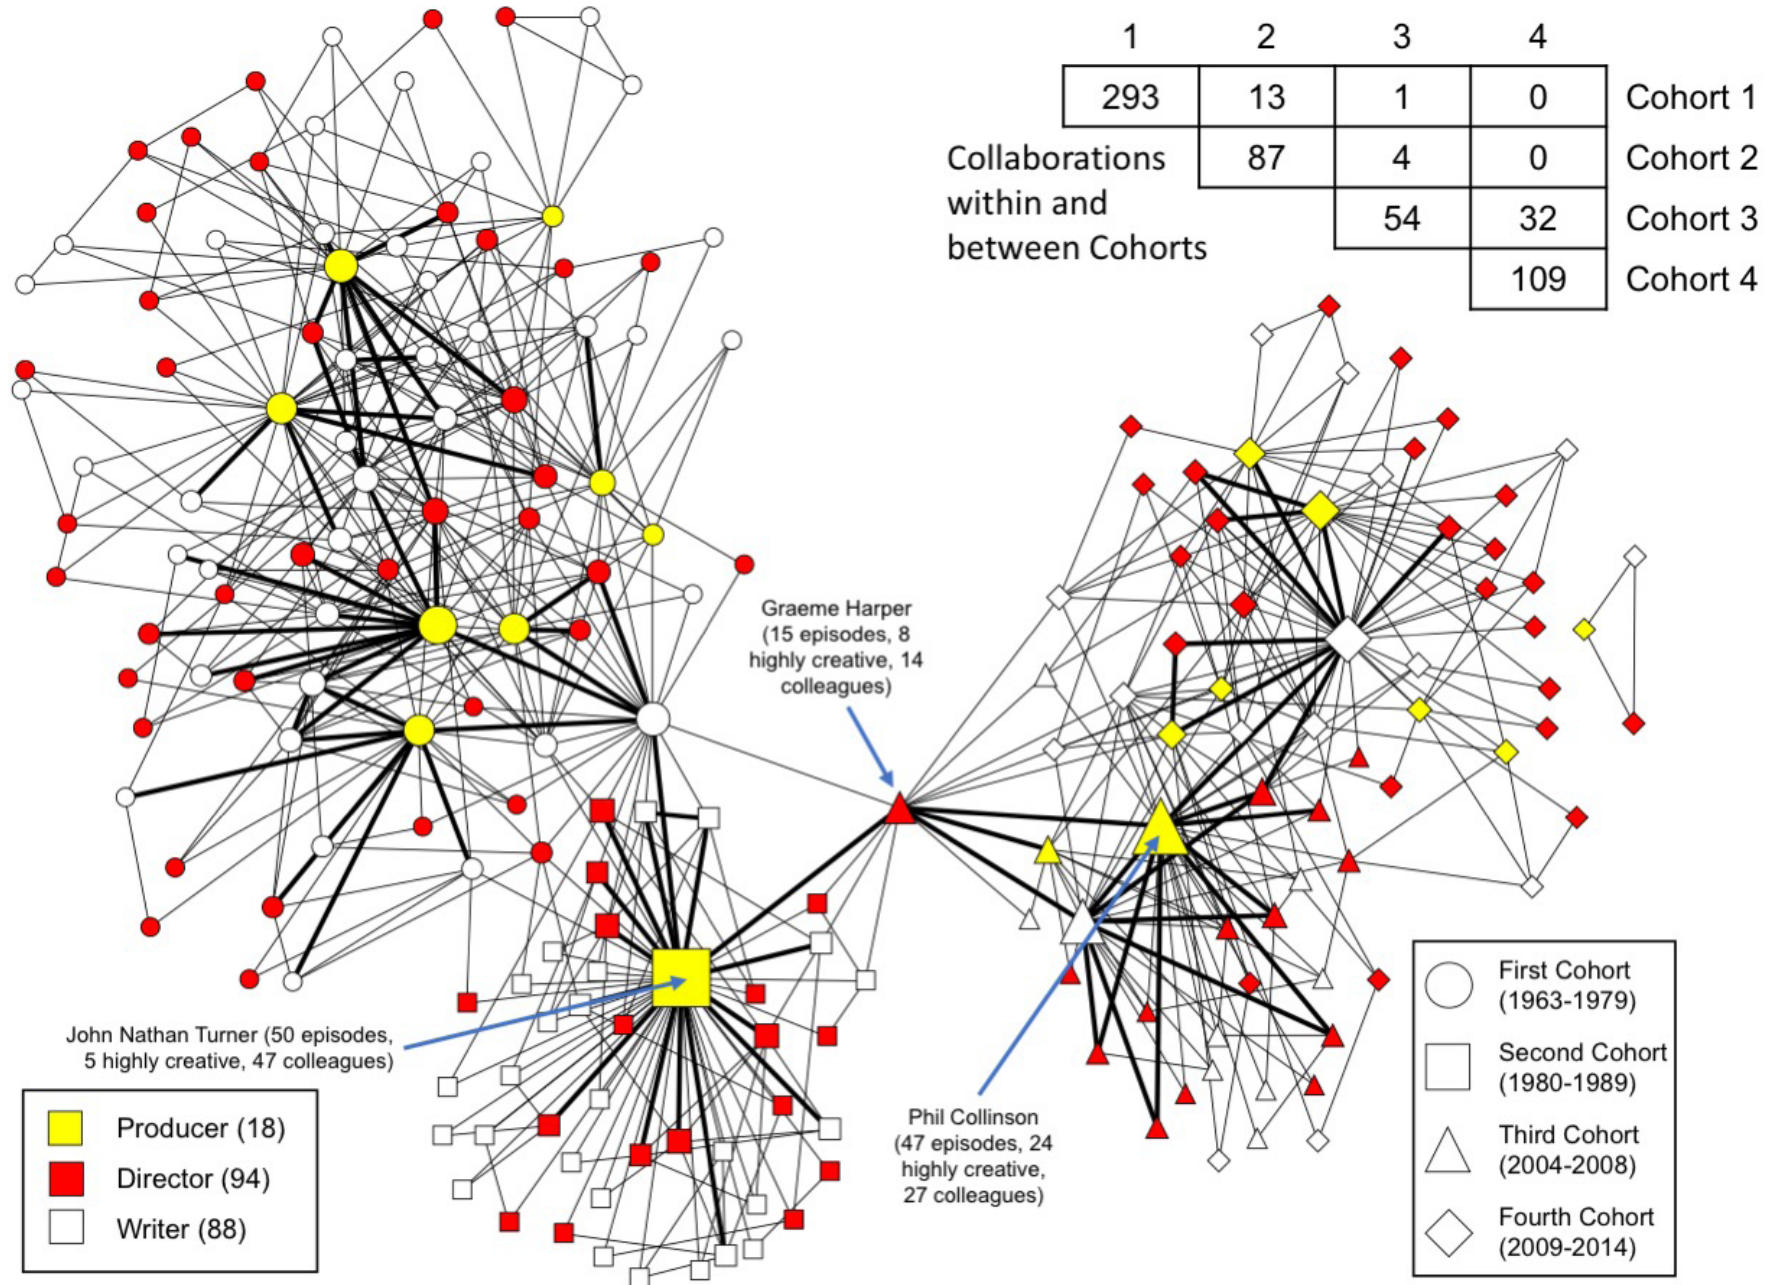 1 2 3 4
293 13 1 0 Cohort 1
87 4 0 Cohort 2
54 32 Cohort 3
109 Cohort 4
Collaborations
within and
between Cohorts
Graeme Harper
(15 episodes, 8
highly creative, 14
colleagues)
John Nathan Turner (50 episodes,
5 highly creative, 47 colleagues)
Phil Collinson
(47 episodes, 24
highly creative,
27 colleagues)
Producer (18)
Director (94)
Writer (88)
First Cohort
(1963-1979)
Second Cohort
(1980-1989)
Third Cohort
(2004-2008)
Fourth Cohort
(2009-2014)